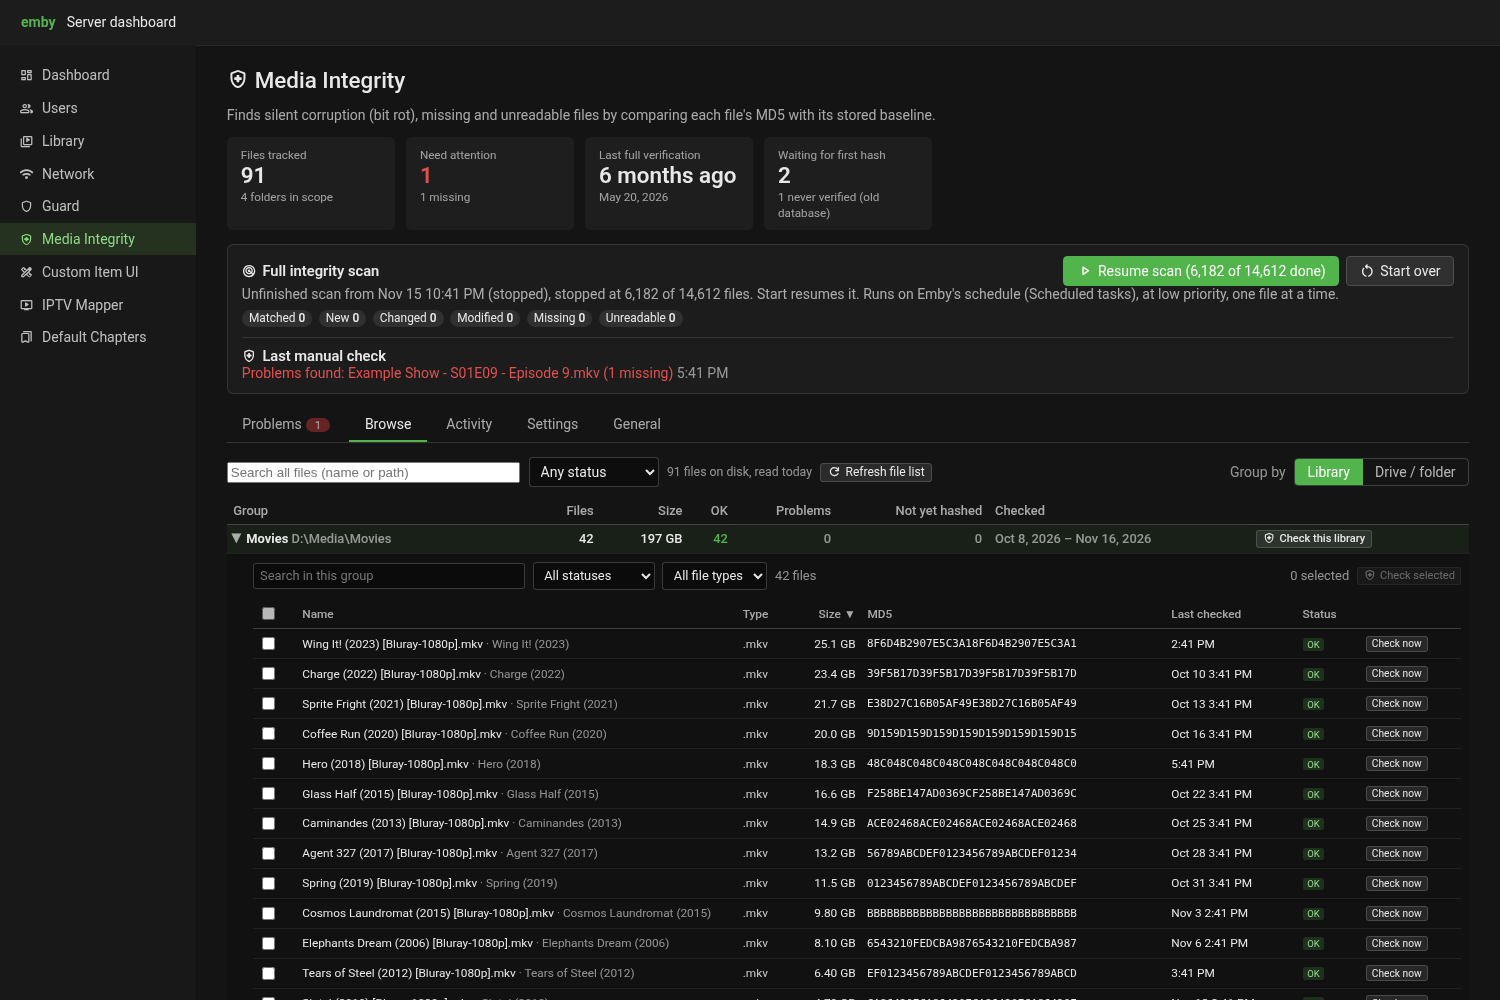 emby Server dashboard
Dashboard
Users
Library
Network
Guard
Media Integrity
Custom Item UI
IPTV Mapper
Default Chapters
Media Integrity
Finds silent corruption (bit rot), missing and unreadable files by comparing each file's MD5 with its stored baseline.
Files tracked
91
4 folders in scope
Need attention
1
1 missing
Last full verification
6 months ago
May 20, 2026
Waiting for first hash
2
1 never verified (old
database)
Full integrity scan
Resume scan (6,182 of 14,612 done)
Start over
Unfinished scan from Nov 15 10:41 PM (stopped), stopped at 6,182 of 14,612 files. Start resumes it. Runs on Emby's schedule (Scheduled tasks), at low priority, one file at a time.
Matched 0 New 0 Changed 0 Modified 0 Missing 0 Unreadable 0
Last manual check
Problems found: Example Show - S01E09 - Episode 9.mkv (1 missing) 5:41 PM
Problems 1 Browse Activity Settings General
Search all files (name or path) Any status 91 files on disk, read today Refresh file list Group by Library Drive / folder
Group Files Size OK Problems Not yet hashed Checked
▼ Movies D:\Media\Movies 42 197 GB 42 0 0 Oct 8, 2026 – Nov 16, 2026 Check this library
Search in this group All statuses All file types 42 files 0 selected Check selected
Name Type Size ▼ MD5 Last checked Status
Wing It! (2023) [Bluray-1080p].mkv · Wing It! (2023) .mkv 25.1 GB 8F6D4B2907E5C3A18F6D4B2907E5C3A1 2:41 PM OK Check now
Charge (2022) [Bluray-1080p].mkv · Charge (2022) .mkv 23.4 GB 39F5B17D39F5B17D39F5B17D39F5B17D Oct 10 3:41 PM OK Check now
Sprite Fright (2021) [Bluray-1080p].mkv · Sprite Fright (2021) .mkv 21.7 GB E38D27C16B05AF49E38D27C16B05AF49 Oct 13 3:41 PM OK Check now
Coffee Run (2020) [Bluray-1080p].mkv · Coffee Run (2020) .mkv 20.0 GB 9D159D159D159D159D159D159D159D15 Oct 16 3:41 PM OK Check now
Hero (2018) [Bluray-1080p].mkv · Hero (2018) .mkv 18.3 GB 48C048C048C048C048C048C048C048C0 5:41 PM OK Check now
Glass Half (2015) [Bluray-1080p].mkv · Glass Half (2015) .mkv 16.6 GB F258BE147AD0369CF258BE147AD0369C Oct 22 3:41 PM OK Check now
Caminandes (2013) [Bluray-1080p].mkv · Caminandes (2013) .mkv 14.9 GB ACE02468ACE02468ACE02468ACE02468 Oct 25 3:41 PM OK Check now
Agent 327 (2017) [Bluray-1080p].mkv · Agent 327 (2017) .mkv 13.2 GB 56789ABCDEF0123456789ABCDEF01234 Oct 28 3:41 PM OK Check now
Spring (2019) [Bluray-1080p].mkv · Spring (2019) .mkv 11.5 GB 0123456789ABCDEF0123456789ABCDEF Oct 31 3:41 PM OK Check now
Cosmos Laundromat (2015) [Bluray-1080p].mkv · Cosmos Laundromat (2015) .mkv 9.80 GB BBBBBBBBBBBBBBBBBBBBBBBBBBBBBBBB Nov 3 2:41 PM OK Check now
Elephants Dream (2006) [Bluray-1080p].mkv · Elephants Dream (2006) .mkv 8.10 GB 6543210FEDCBA9876543210FEDCBA987 Nov 6 2:41 PM OK Check now
Tears of Steel (2012) [Bluray-1080p].mkv · Tears of Steel (2012) .mkv 6.40 GB EF0123456789ABCDEF0123456789ABCD 3:41 PM OK Check now